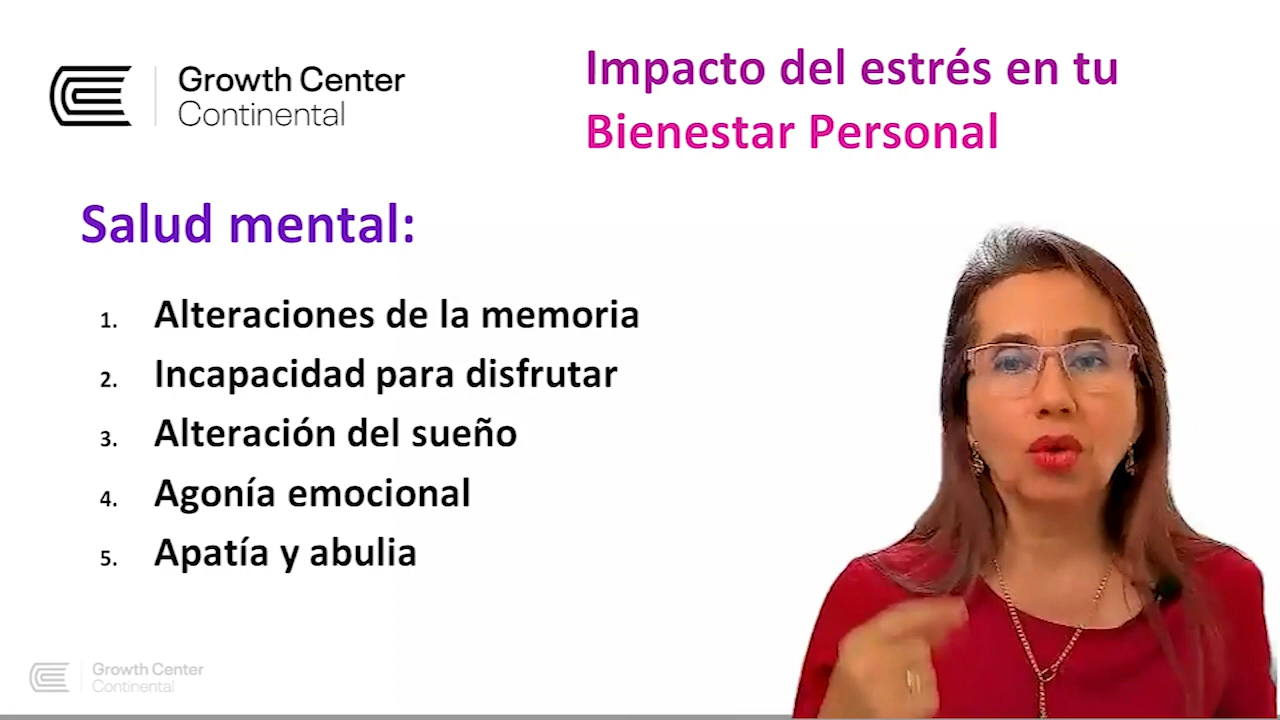 Growth Center
Continental
Impacto del estrés en tu
Bienestar Personal
Salud mental:
1. Alteraciones de la memoria
2. Incapacidad para disfrutar
3. Alteración del sueño
4. Agonía emocional
5. Apatía y abulia
Growth Center
Continental